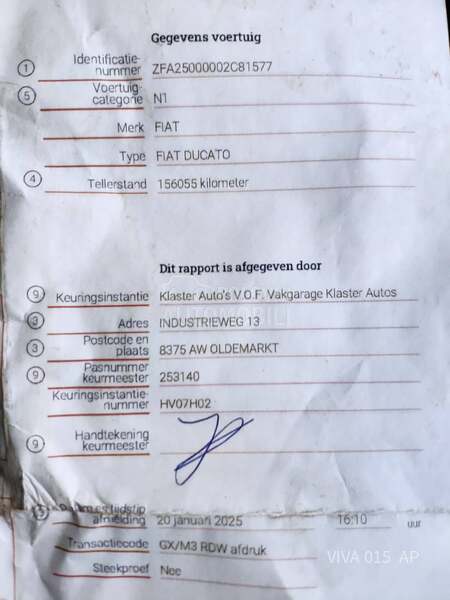 Gegevens voertuig
1 Identificatie-
nummer ZFA25000002C81577
5 Voertuig-
categorie N1
Merk FIAT
Type FIAT DUCATO
4 Tellerstand 156055 kilometer
Dit rapport is afgegeven door
9 Keuringsinstantie Klaster Auto's V.O.F. Vakgarage Klaster Autos
3 Adres INDUSTRIEWEG 13
3 Postcode en
plaats 8375 AW OLDEMARKT
9 Pasnummer
keurmeester 253140
Keuringsinstantie-
nummer HV07H02
9 Handtekening
keurmeester
afmelding 20 januari 2025 16:10 uur
Transactiecode GX/M3 RDW afdruk
Steekproef Nee
VIVA 015 AP